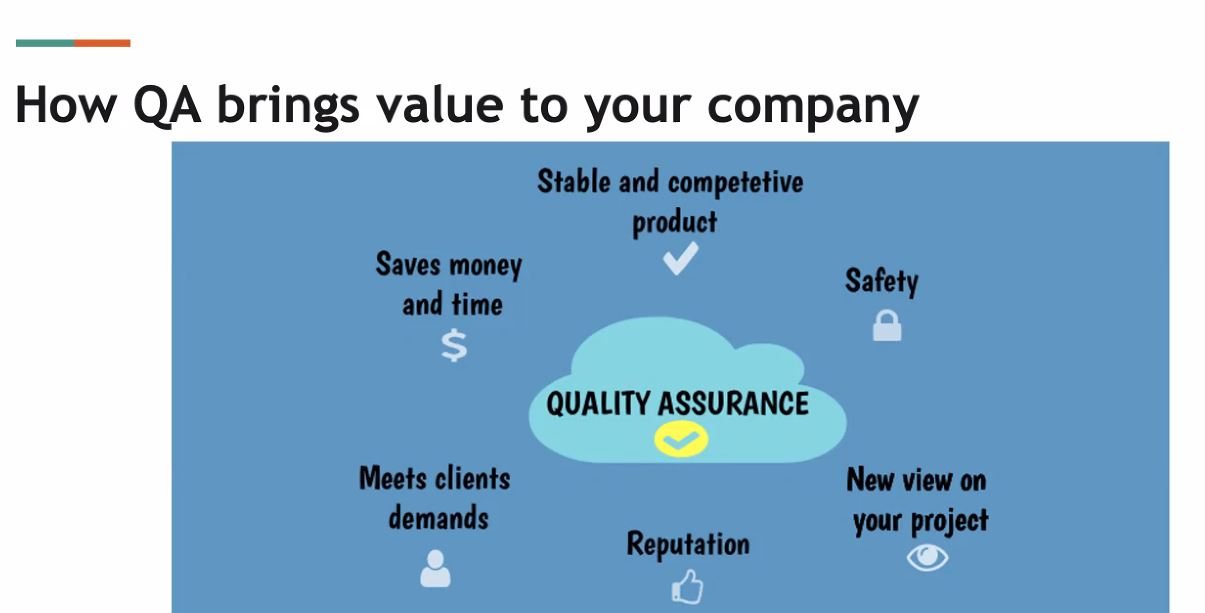 How QA brings value to your company
Stable and competetive
product
Saves money
and time
$
Safety
QUALITY ASSURANCE
Meets clients
demands
New view on
your project
Reputation